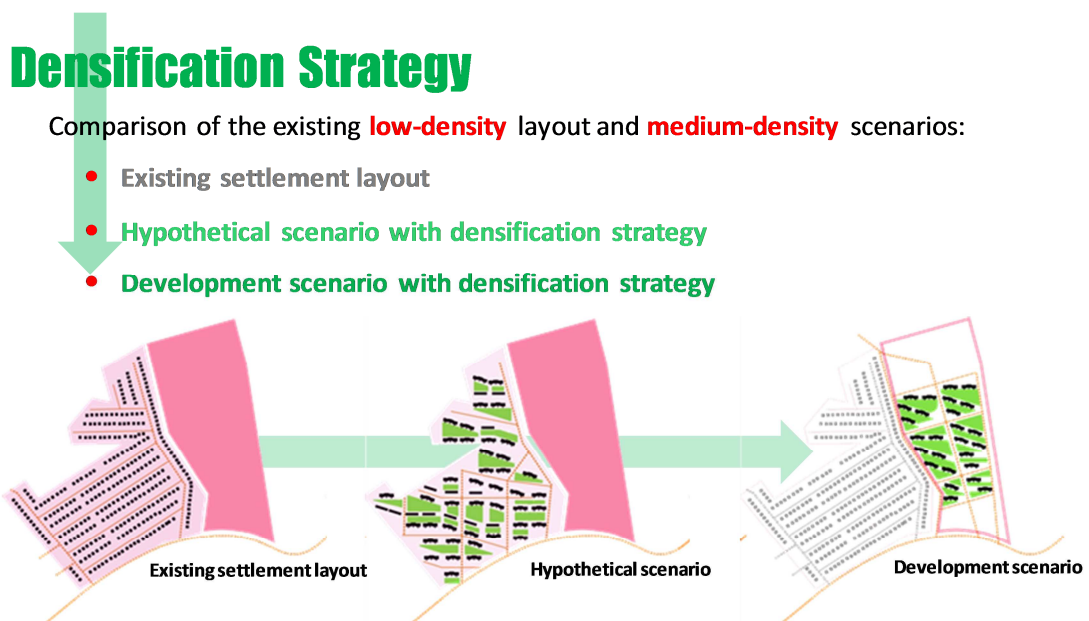 Densification Strategy
Comparison of the existing low-density layout and medium-density scenarios:
• Existing settlement layout
• Hypothetical scenario with densification strategy
• Development scenario with densification strategy
Existing settlement layout
Hypothetical scenario
Development scenario